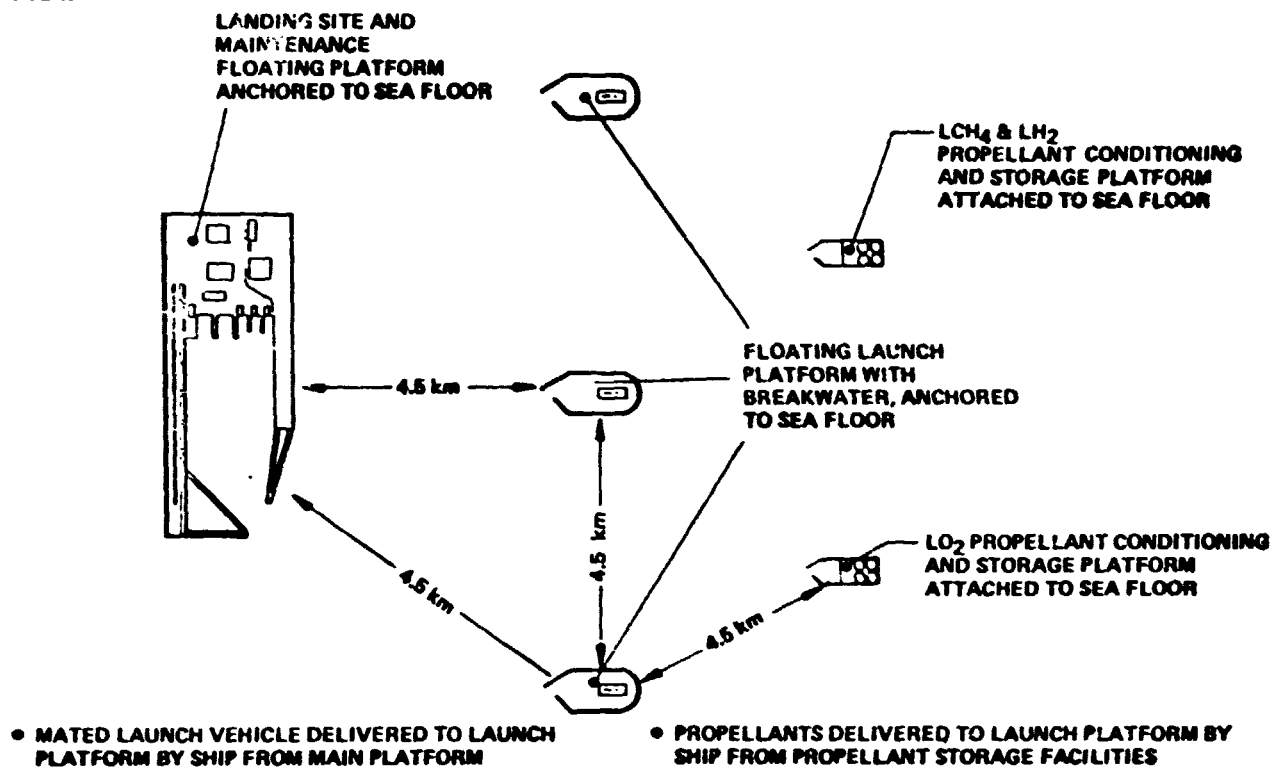 LANDING SITE AND
MAINTENANCE
FLOATING PLATFORM
ANCHORED TO SEA FLOOR
LCH4 & LH2
PROPELLANT CONDITIONING
AND STORAGE PLATFORM
ATTACHED TO SEA FLOOR
FLOATING LAUNCH
PLATFORM WITH
BREAKWATER, ANCHORED
TO SEA FLOOR
4.5 km
4.5 km
4.5 km
4.5 km
LO2 PROPELLANT CONDITIONING
AND STORAGE PLATFORM
ATTACHED TO SEA FLOOR
● MATED LAUNCH VEHICLE DELIVERED TO LAUNCH
PLATFORM BY SHIP FROM MAIN PLATFORM
● PROPELLANTS DELIVERED TO LAUNCH PLATFORM BY
SHIP FROM PROPELLANT STORAGE FACILITIES